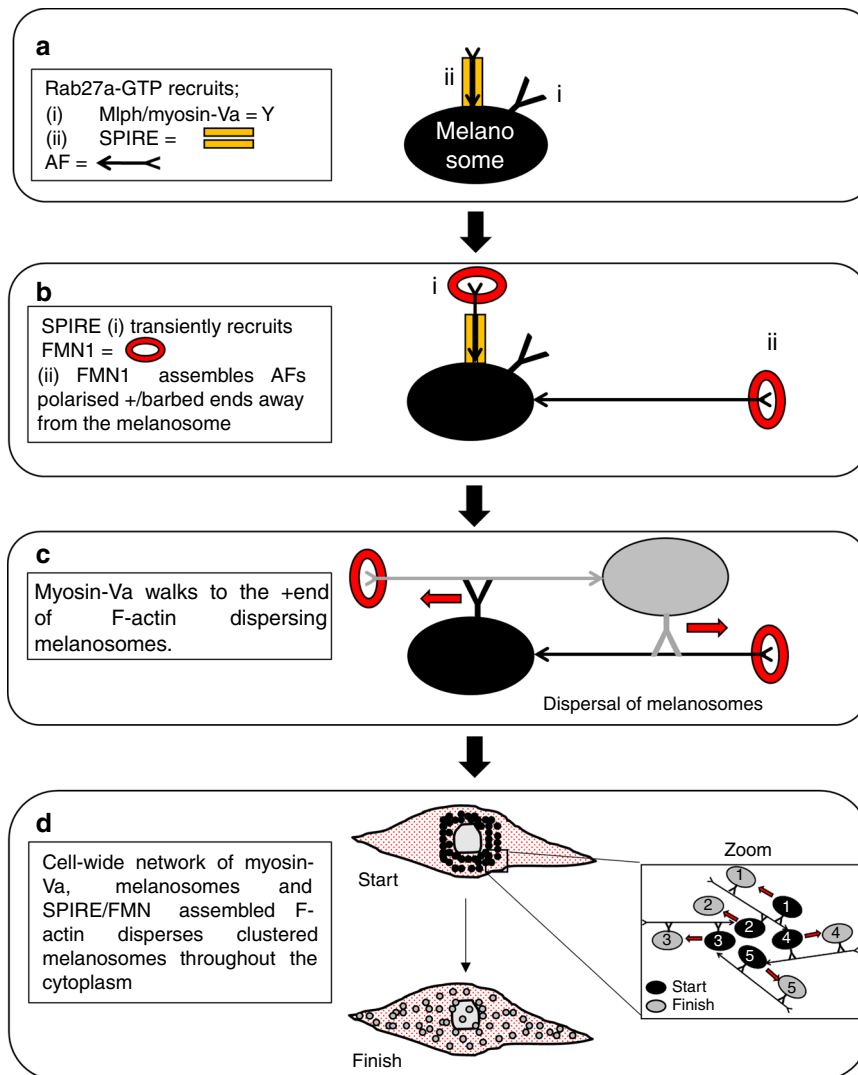 a
Rab27a-GTP recruits;
(i) Mlph/myosin-Va = Y
(ii) SPIRE =
AF =
ii
i
Melano
some
b
SPIRE (i) transiently recruits
FMN1 =
(ii) FMN1 assembles AFs
polarised +/barbed ends away
from the melanosome
i
ii
c
Myosin-Va walks to the +end
of F-actin dispersing
melanosomes.
Dispersal of melanosomes
d
Cell-wide network of myosin-
Va, melanosomes and
SPIRE/FMN assembled F-
actin disperses clustered
melanosomes throughout the
cytoplasm
Start
Finish
Zoom
1
1
2
2
3
3
4
4
5
5
Start
Finish